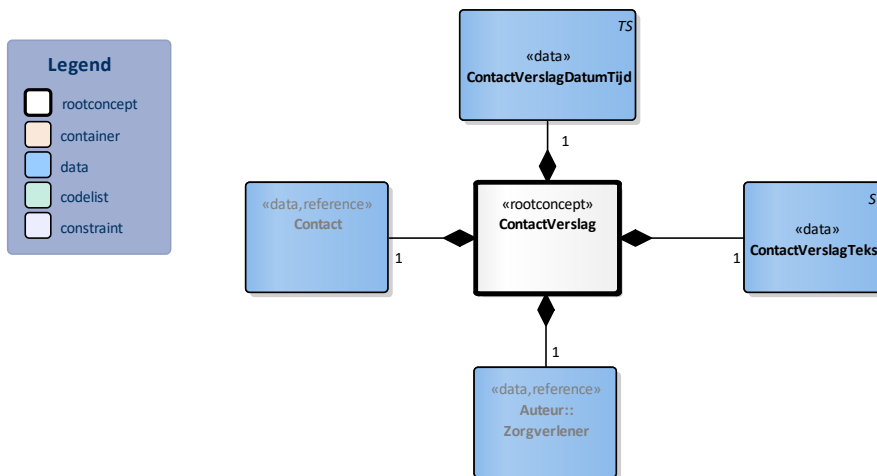 Legend
rootconcept
container
data
codelist
constraint
TS
«data»
ContactVerslagDatumTijd
1
«data,reference»
Contact
1
«rootconcept»
ContactVerslag
«data»
1
1
«data,reference»
Auteur::
Zorgverlener